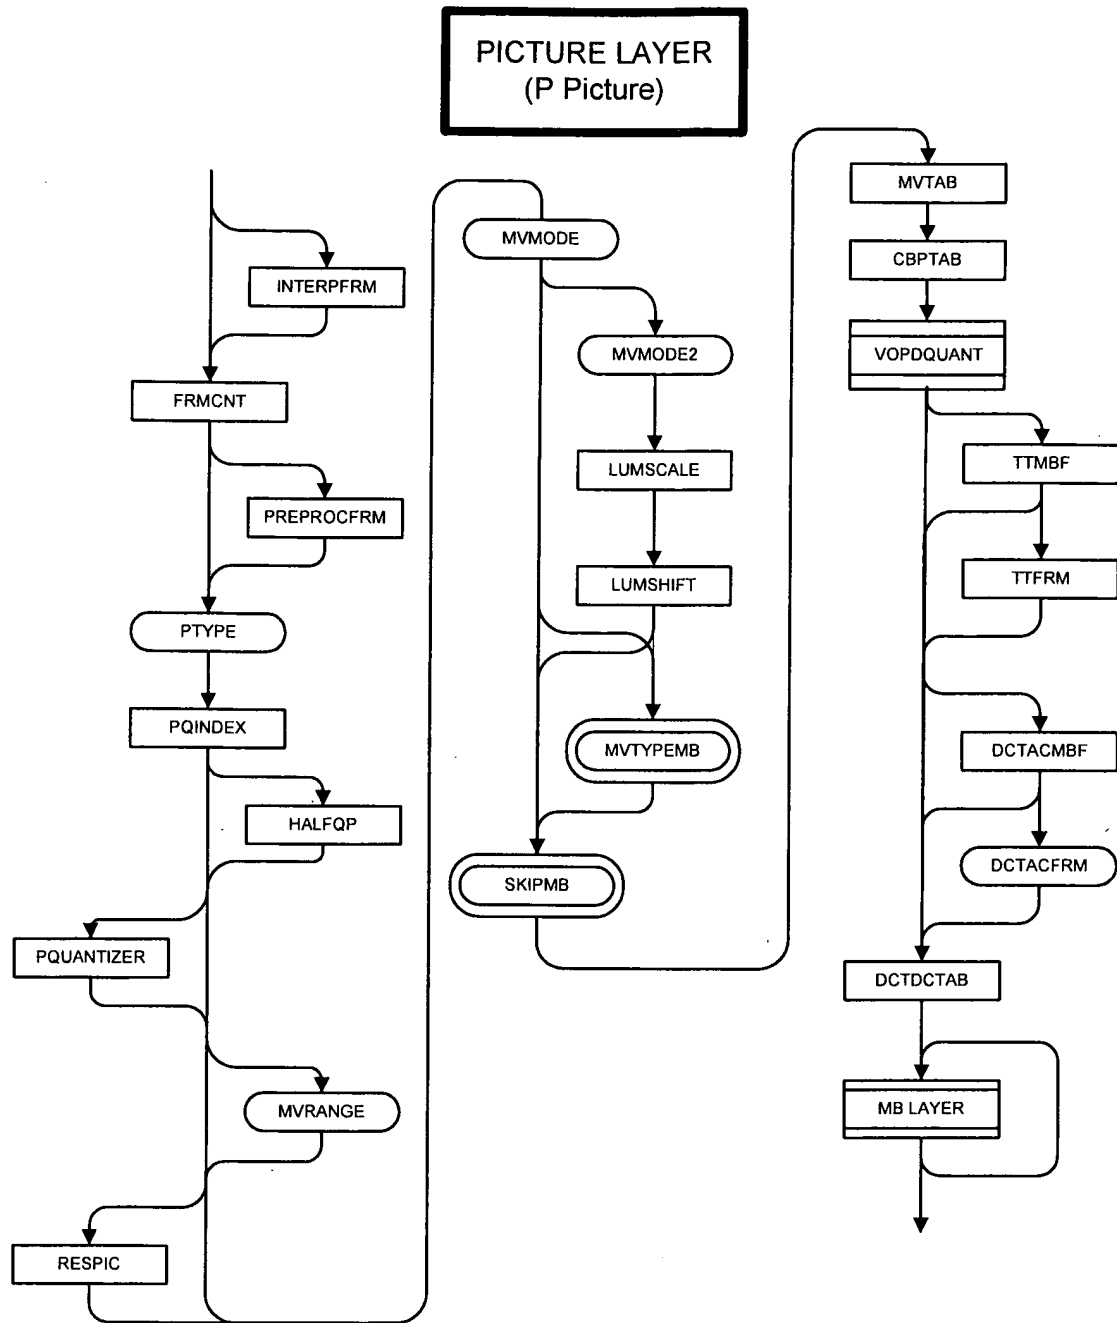 PICTURE LAYER
(P Picture)
INTERPFRM
FRMCNT
PREPROCFRM
PTYPE
PQINDEX
HALFQP
PQUANTIZER
MVRANGE
RESPIC
MVMODE
MVMODE2
LUMSCALE
LUMSHIFT
MVTYPEMB
SKIPMB
MVTAB
CBPTAB
VOPDQUANT
TTMBF
TTFRM
DCTACMBF
DCTACFRM
DCTDCTAB
MB LAYER